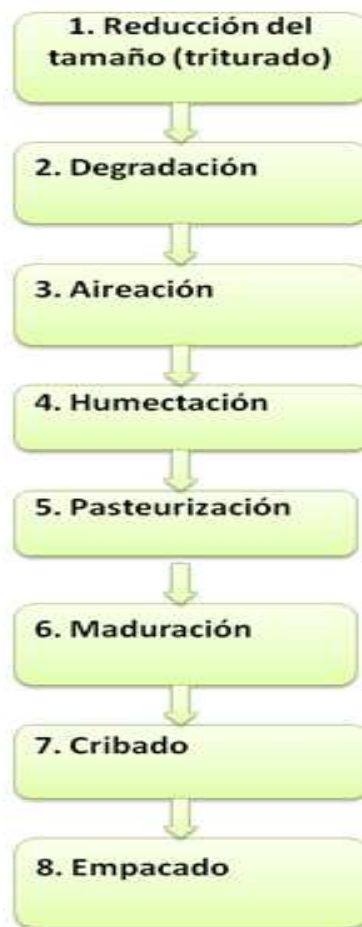 1. Reducción del
tamaño (triturado)
2. Degradación
3. Aireación
4. Humectación
5. Pasteurización
6. Maduración
7. Cribado
8. Empacado